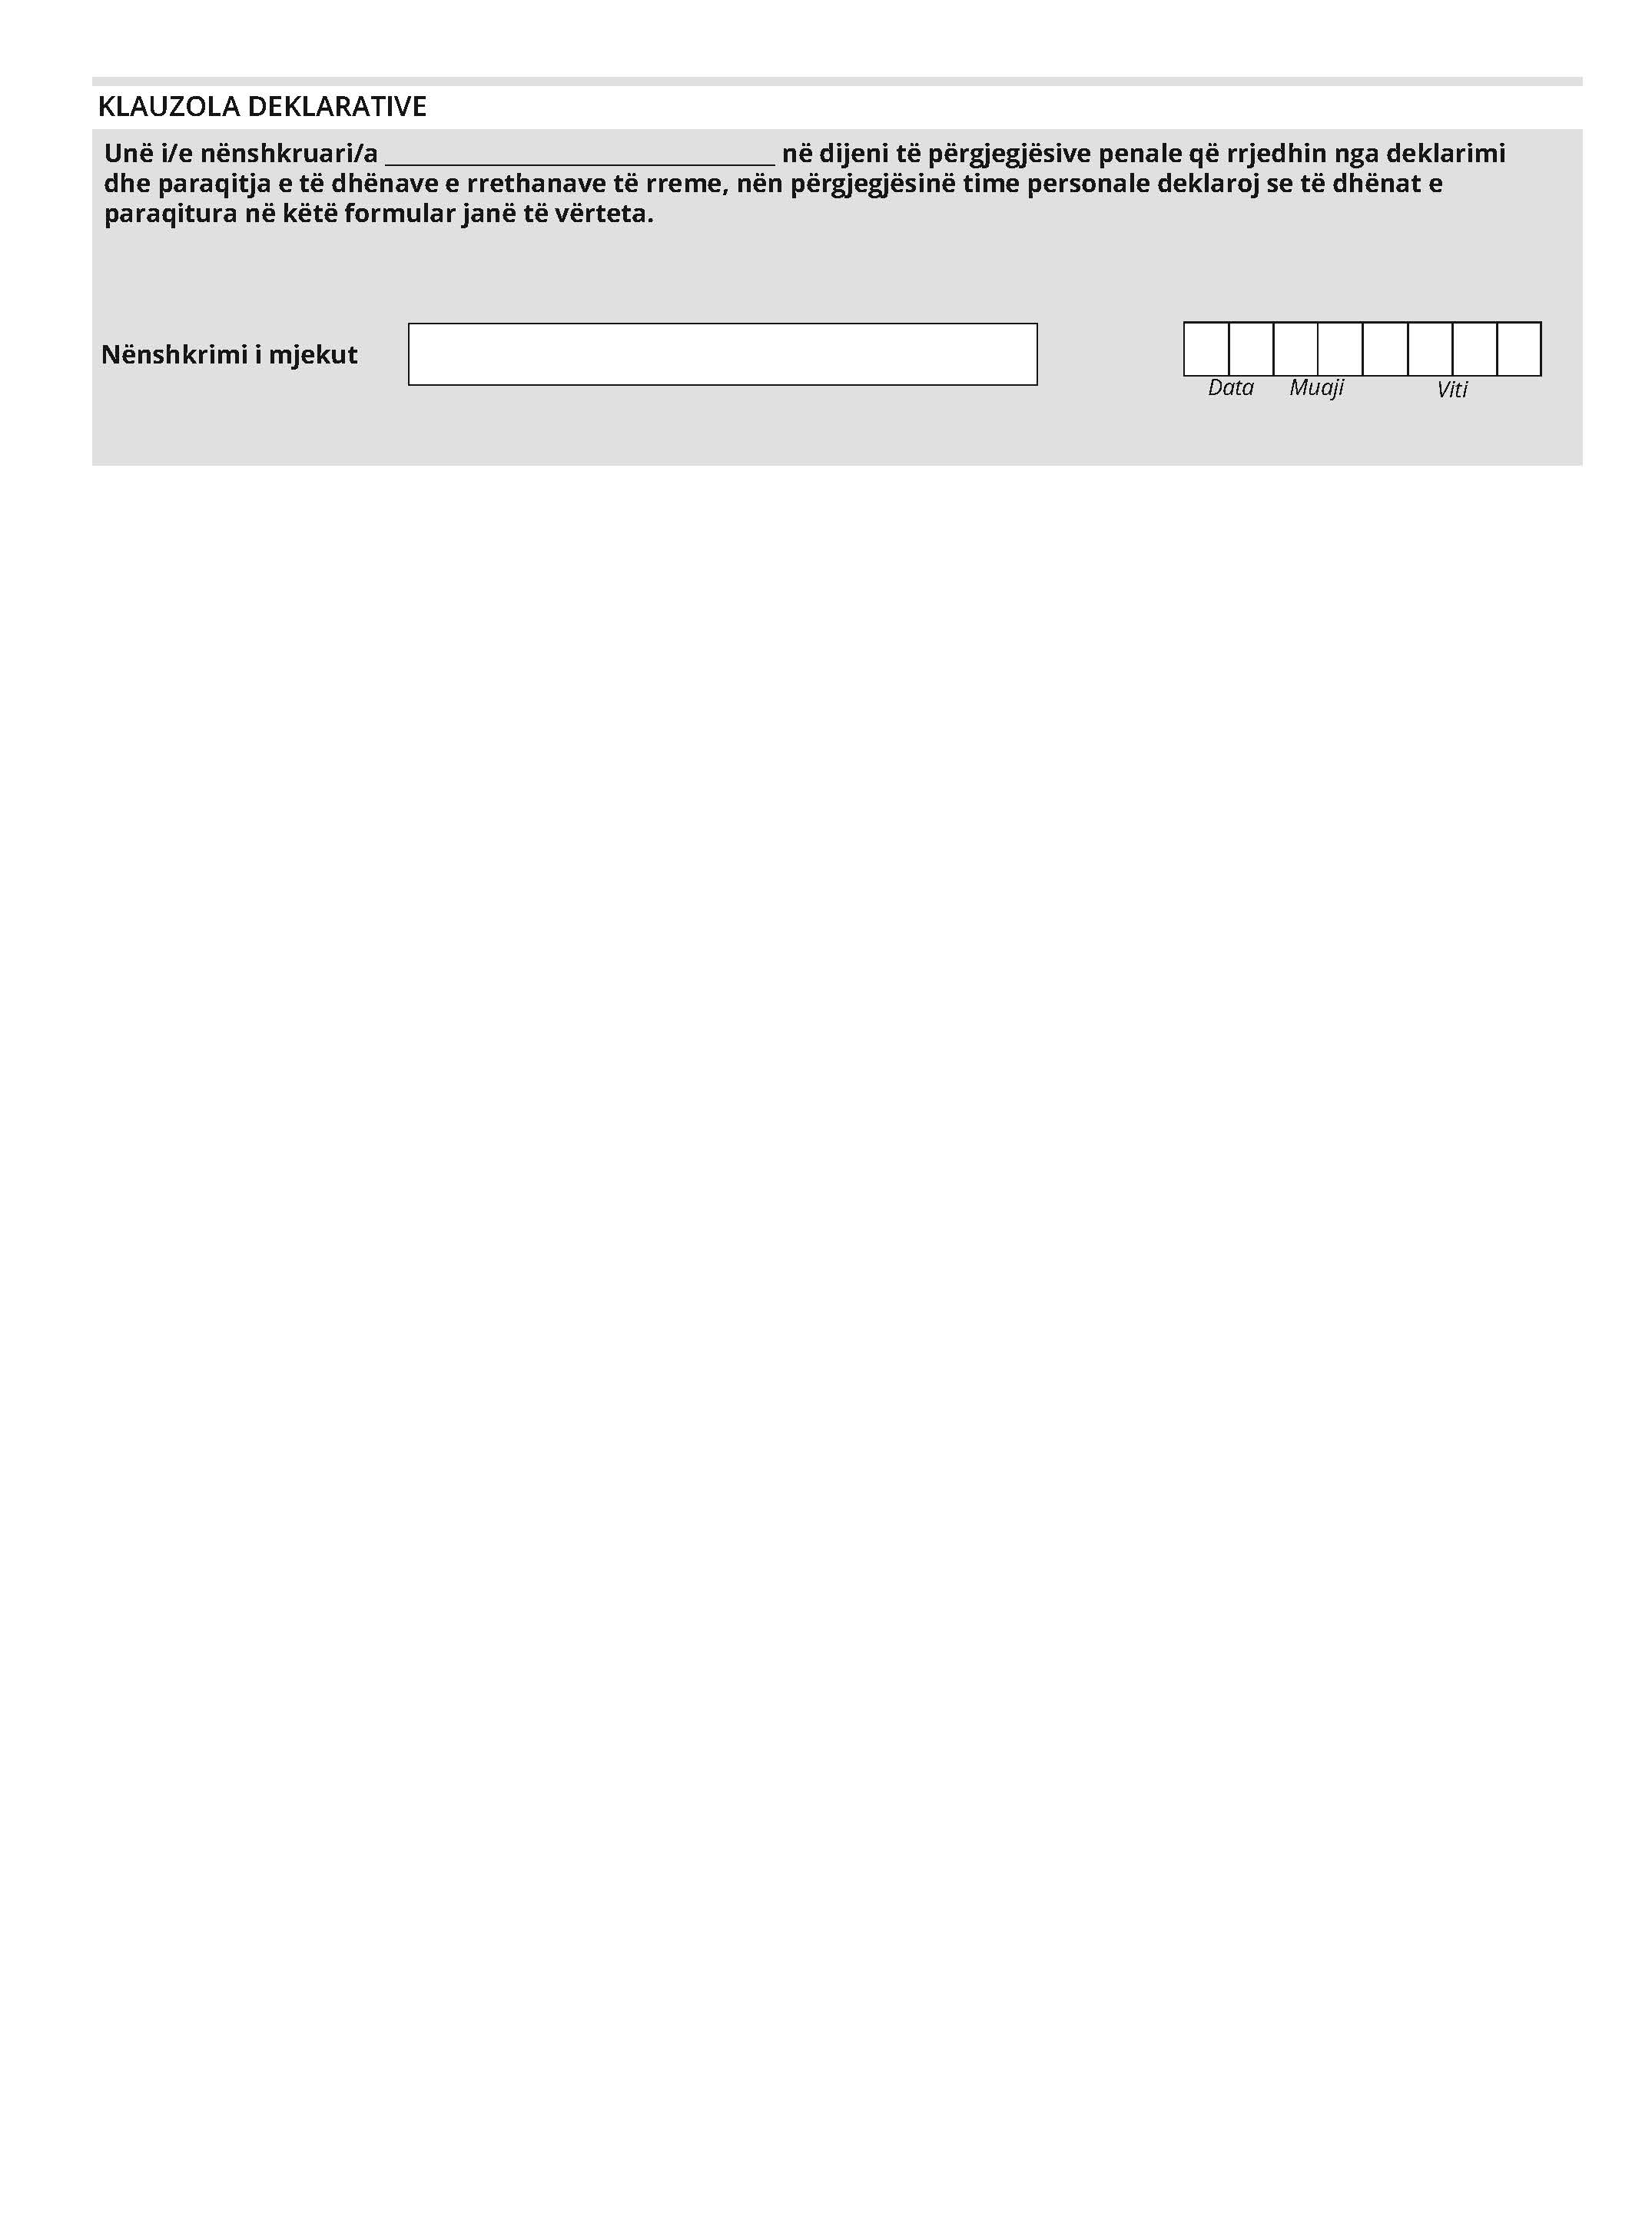 KLAUZOLA DEKLARATIVE
Unë i/e nënshkruari/a ______________________________ në dijeni të përgjegjësive penale që rrjedhin nga deklarimi
dhe paraqitja e të dhënave e rrethanave të rreme, nën përgjegjësinë time personale deklaroj se të dhënat e
paraqitura në këtë formular janë të vërteta.
Nënshkrimi i mjekut
Data Muaji Viti